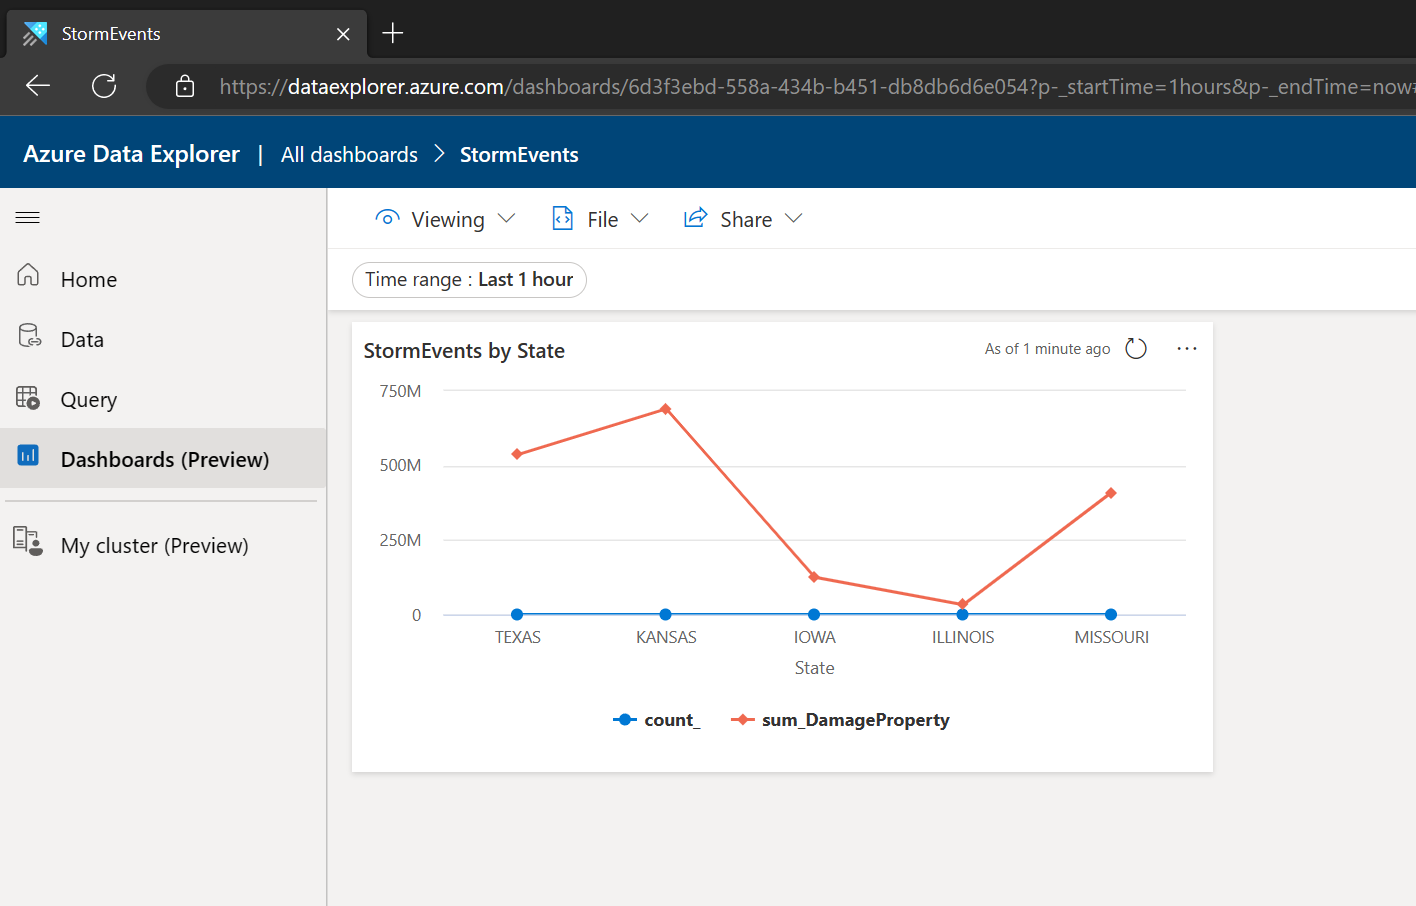 StormEvents
https://dataexplorer.azure.com/dashboards/6d3f3ebd-558a-434b-b451-db8db6d6e054?p-_startTime=1hours&p-_endTime=now#
Azure Data Explorer | All dashboards > StormEvents
Viewing File Share
Time range : Last 1 hour
Home
Data
Query
Dashboards (Preview)
My cluster (Preview)
StormEvents by State
As of 1 minute ago
750M
500M
250M
0
TEXAS KANSAS IOWA ILLINOIS MISSOURI
State
count_ sum_DamageProperty